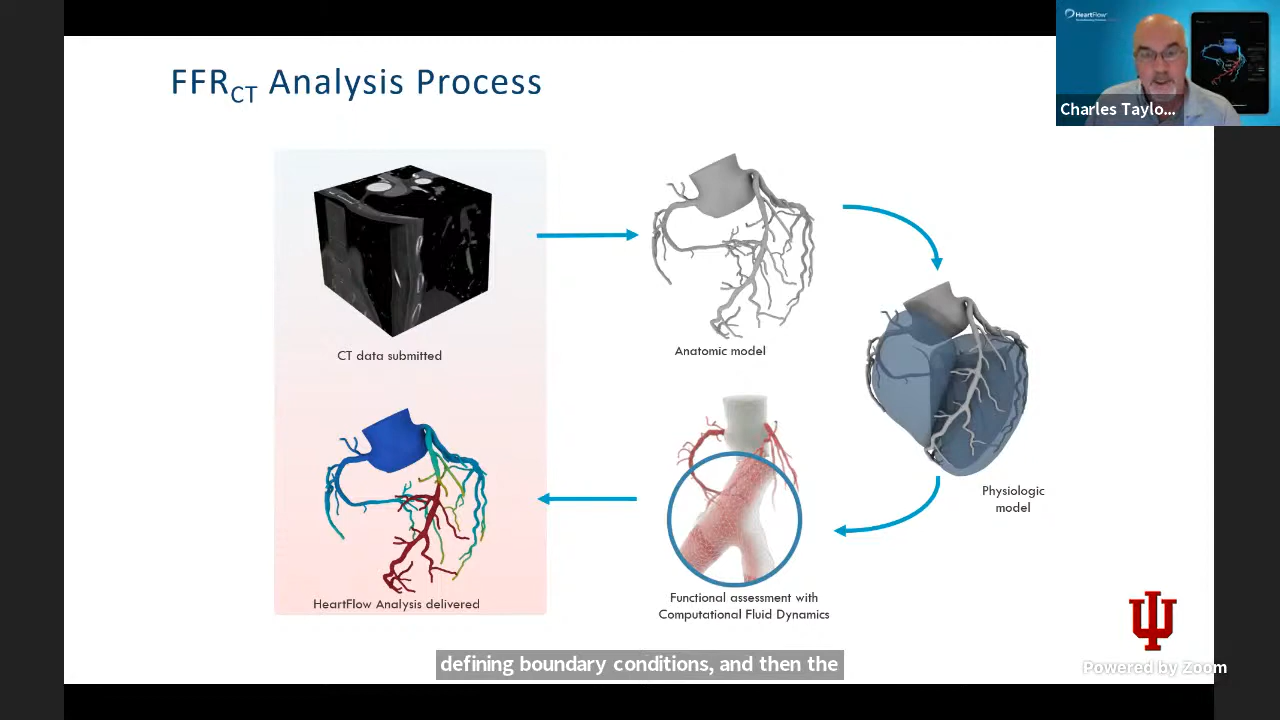 FFRCT Analysis Process
HeartFlow
Charles Taylo...
CT data submitted
Anatomic model
Physiologic
model
HeartFlow Analysis delivered
Functional assessment with
Computational Fluid Dynamics
defining boundary conditions, and then the
Powered by Zoom